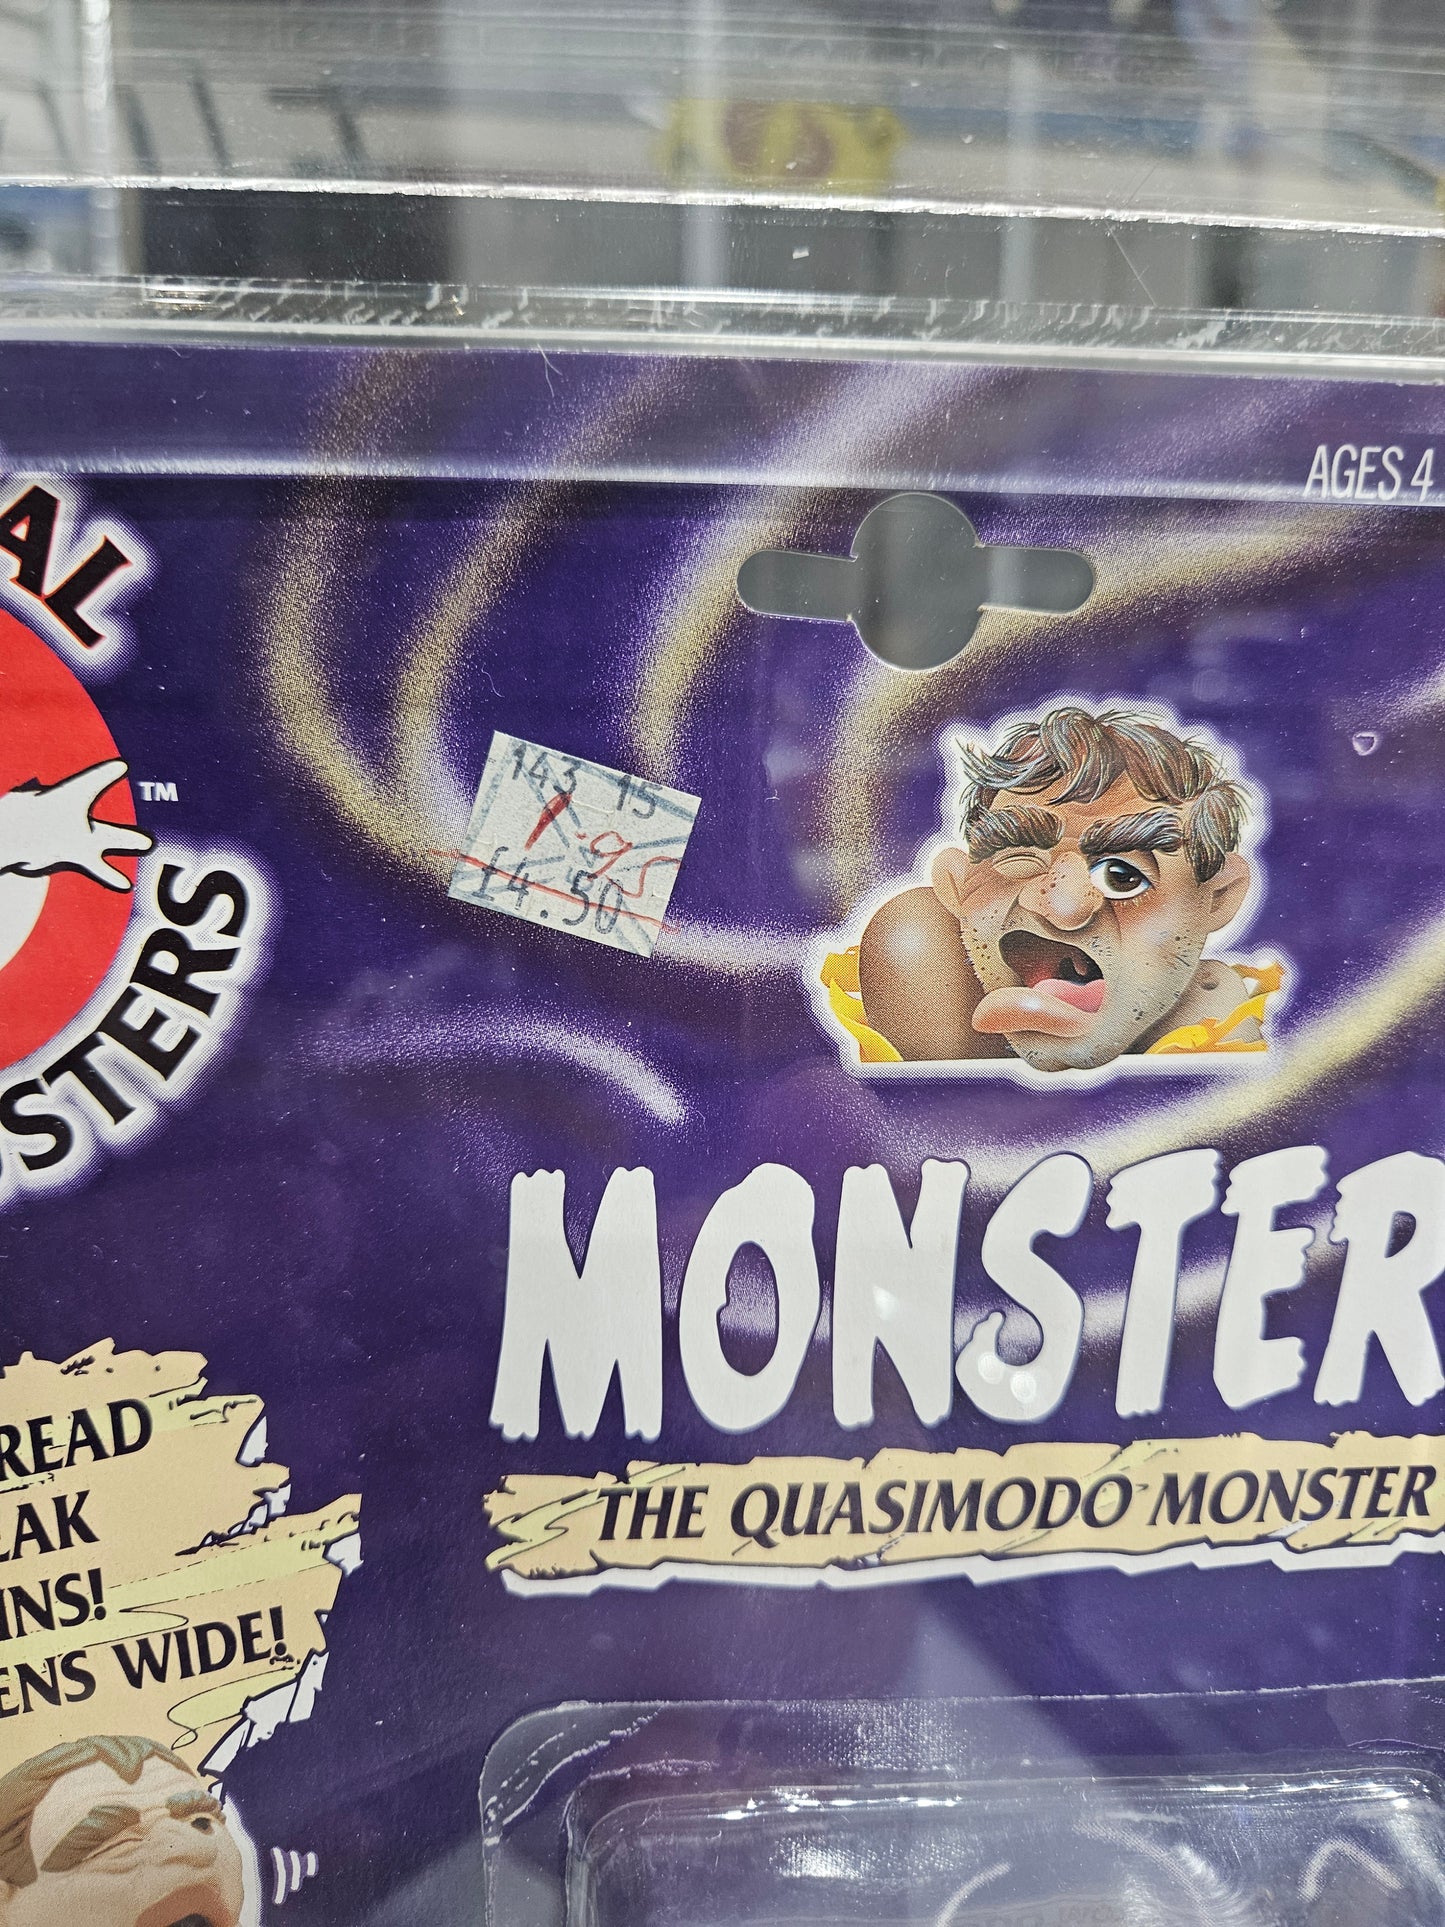 AGES 4
AL
TM
STERS
143 15
1.95
£4.50
MONSTER
THE QUASIMODO MONSTER
READ
EAK
INS!
ENS WIDE!